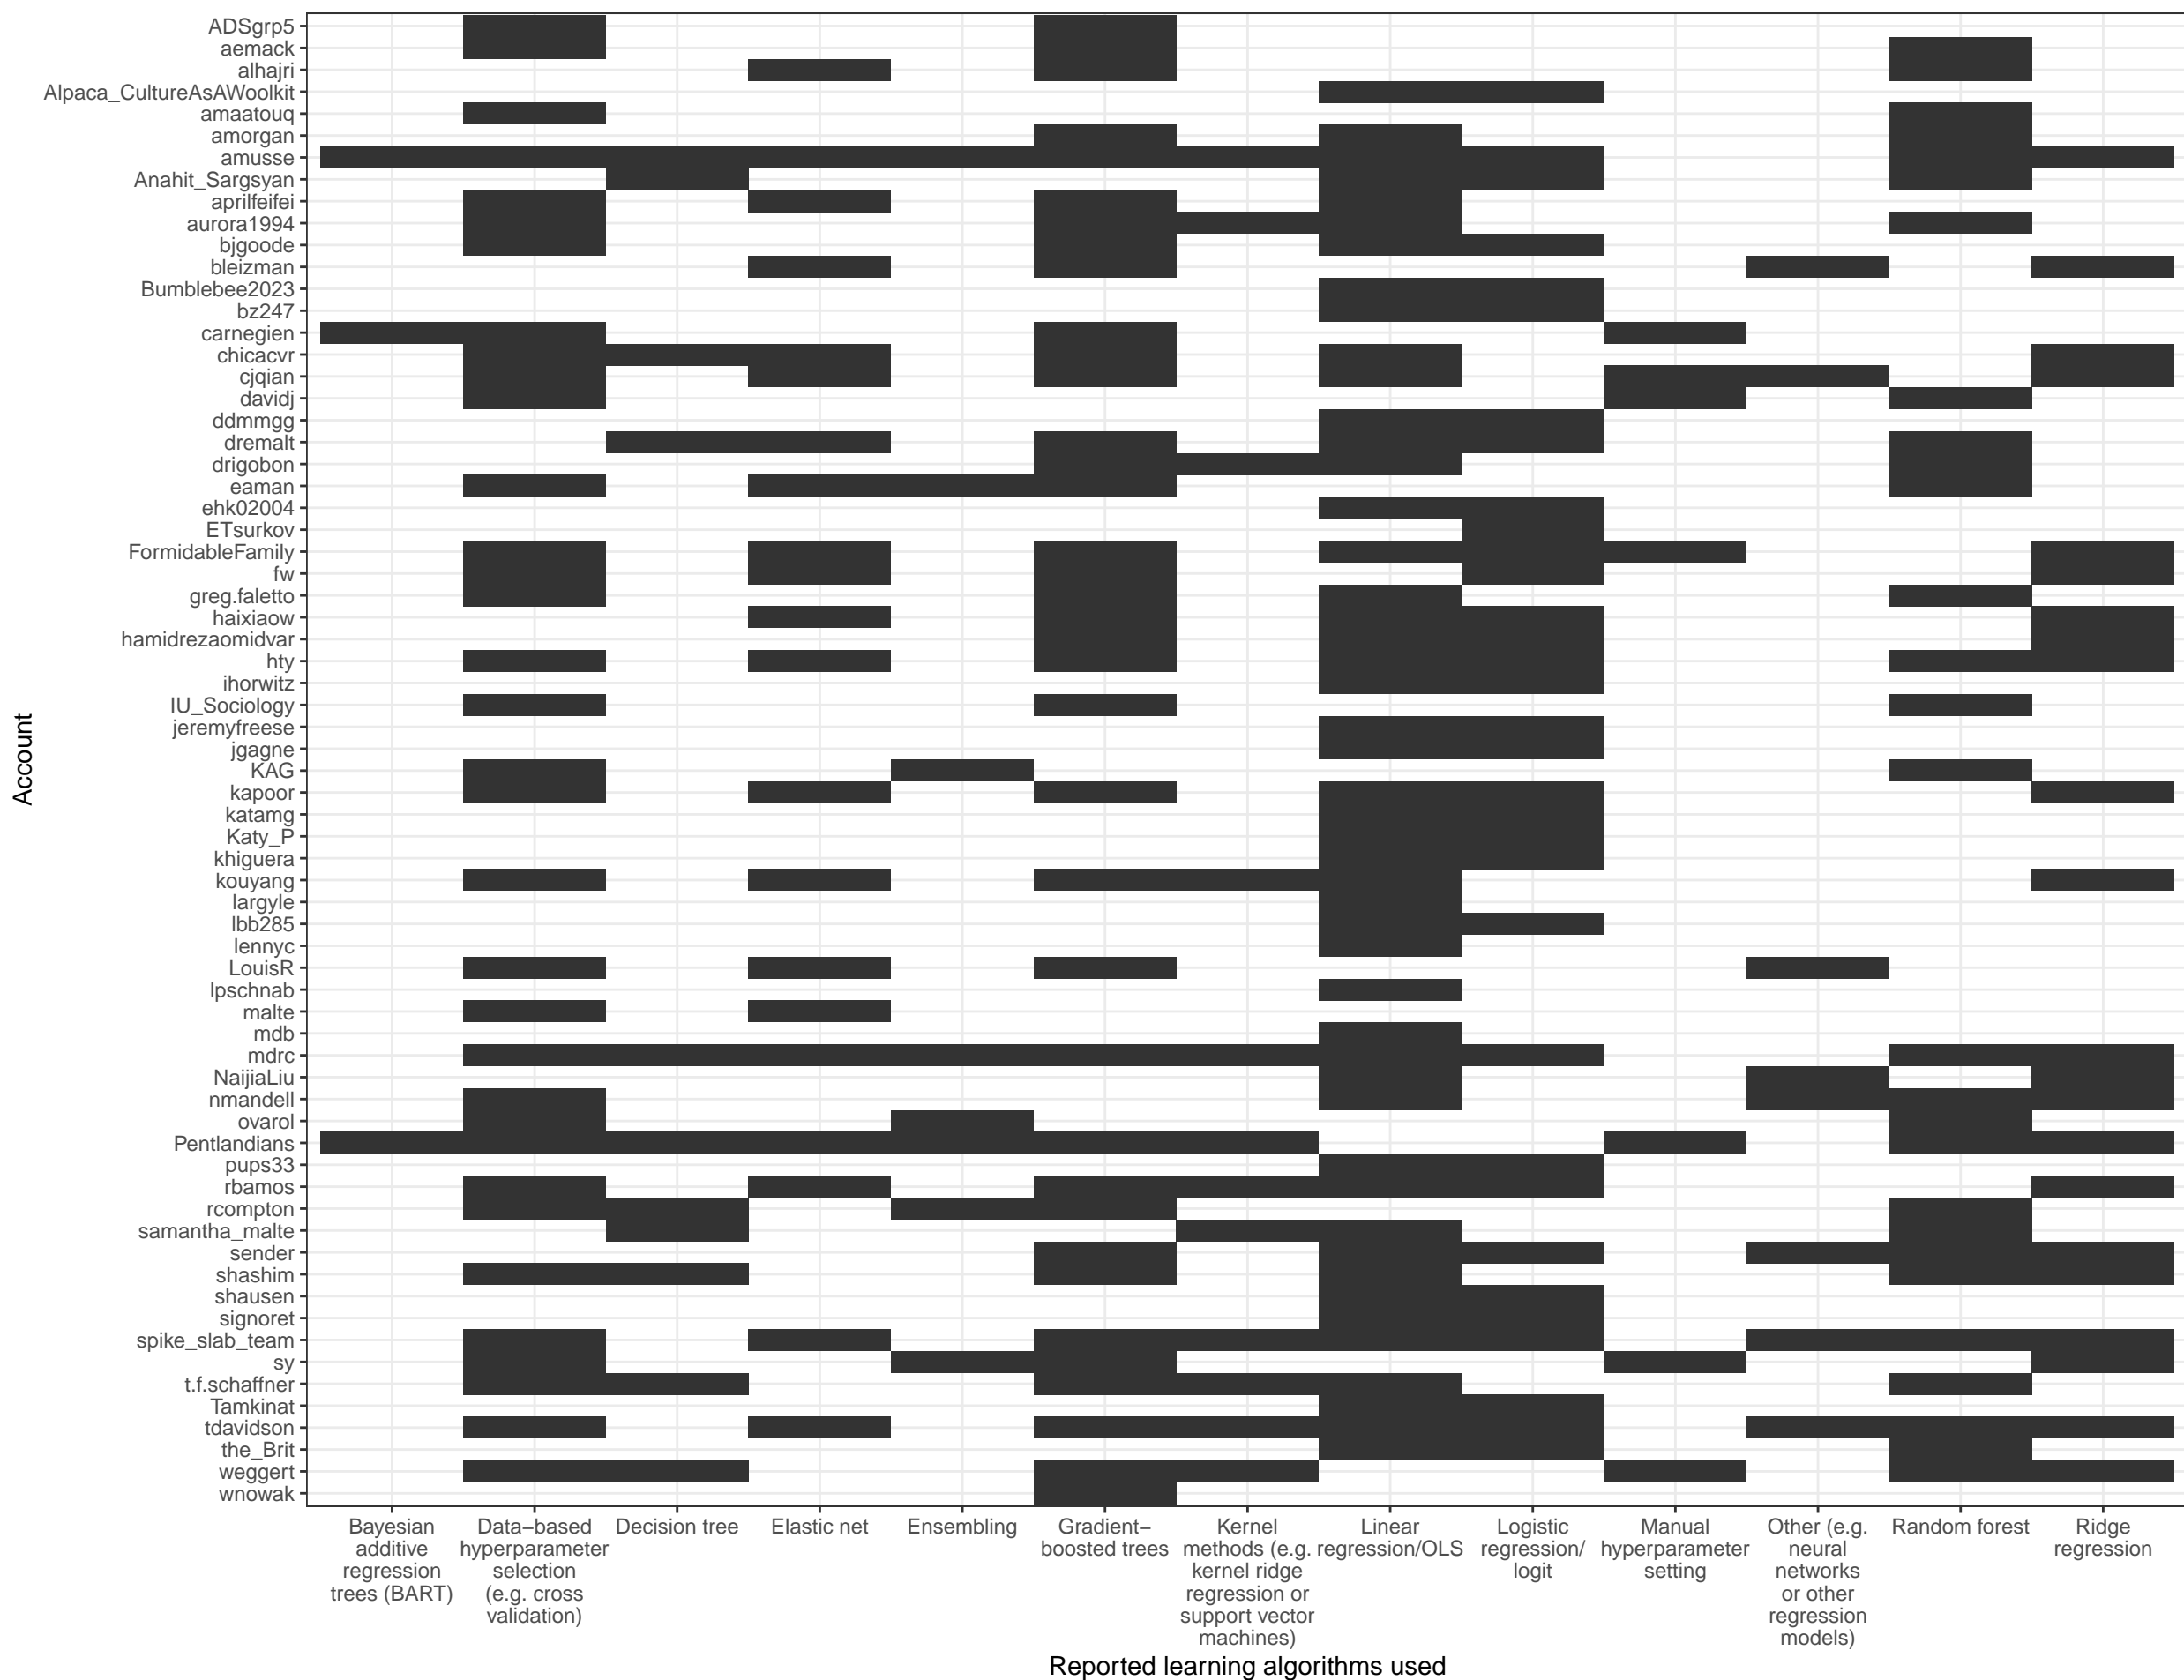 ADSgrp5
aemack
alhajri
Alpaca_CultureAsAWoolkit
amaatouq
amorgan
amusse
Anahit_Sargsyan
aprilfeifei
aurora1994
bjgoode
bleizman
Bumblebee2023
bz247
carnegien
chicacvr
cjqian
davidj
ddmmgg
dremalt
drigobon
eaman
ehk02004
ETsurkov
FormidableFamily
fw
greg.faletto
haixiaow
hamidrezaomidvar
hty
ihorwitz
IU_Sociology
jeremyfreese
jgagne
KAG
kapoor
katamg
Katy_P
khiguera
kouyang
largyle
lbb285
lennyc
LouisR
lpschnab
malte
mdb
mdrc
NaijiaLiu
nmandell
ovarol
Pentlandians
pups33
rbamos
rcompton
samantha_malte
sender
shashim
shausen
signoret
spike_slab_team
sy
t.f.schaffner
Tamkinat
tdavidson
the_Brit
weggert
wnowak
Account
Bayesian
additive
regression
trees (BART)
Data−based
hyperparameter
selection
(e.g. cross
validation)
Decision tree
Elastic net
Ensembling
Gradient−
boosted trees
Kernel
methods (e.g.
kernel ridge
regression or
support vector
machines)
Linear
regression/OLS
Logistic
regression/
logit
Manual
hyperparameter
setting
Other (e.g.
neural
networks
or other
regression
models)
Random forest
Ridge
regression
Reported learning algorithms used